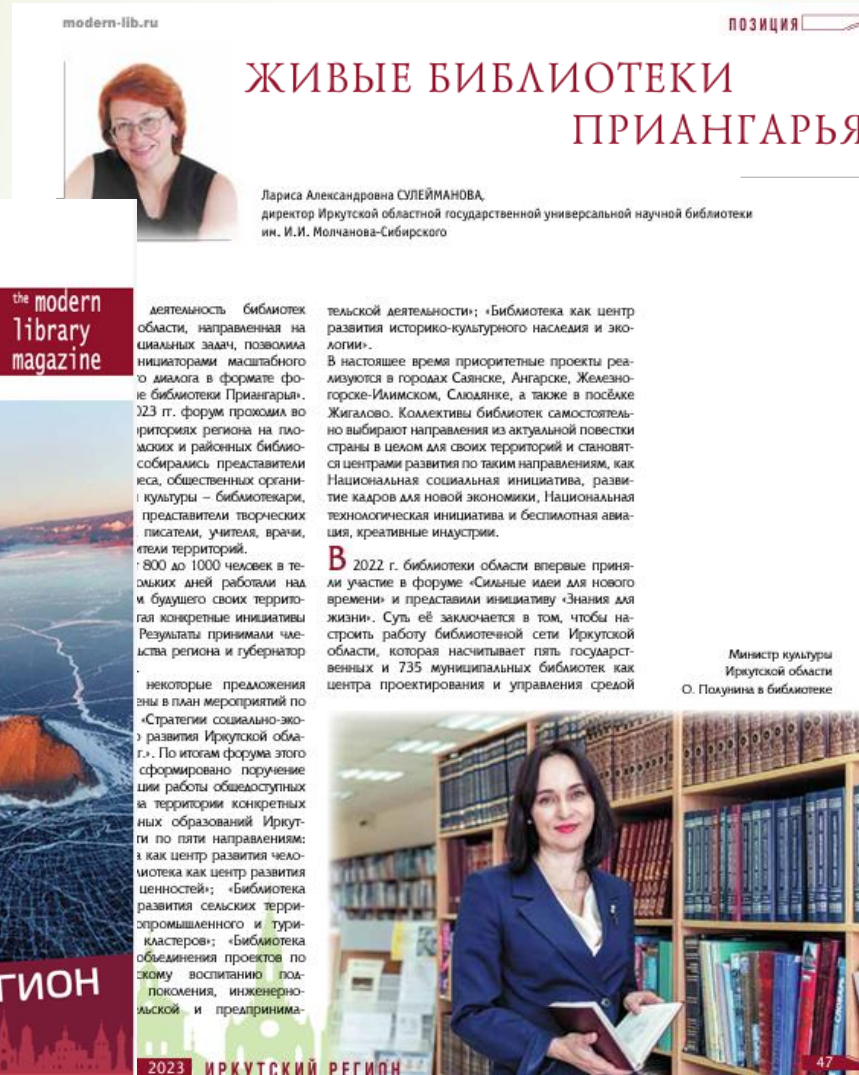 modern-lib.ru
ПОЗИЦИЯ
ЖИВЫЕ БИБЛИОТЕКИ
ПРИАНГАРЬЯ
Лариса Александровна СУЛЕЙМАНОВА,
директор Иркутской областной государственной универсальной научной библиотеки
им. И.И. Молчанова-Сибирского
the modern
library
magazine
ГИОН
деятельность библиотек
области, направленная на
циальных задач, позволила
нициаторами масштабного
го диалога в формате фо-
е библиотеки Приангарья».
023 гг. форум проходил во
рриториях региона на пло-
дских и районных библио-
собирались представители
еса, общественных органи-
культуры – библиотекари,
представители творческих
писатели, учителя, врачи,
ители территорий.
800 до 1000 человек в те-
ольких дней работали над
м будущего своих террито-
гая конкретные инициативы
Результаты принимали чле-
ьства региона и губернатор
некоторые предложения
ены в план мероприятий по
«Стратегии социально-эко-
развития Иркутской обла-
г.». По итогам форума этого
сформировано поручение
ции работы общедоступных
на территории конкретных
ных образований Иркут-
ти по пяти направлениям:
а как центр развития чело-
лиотека как центр развития
ценностей»; «Библиотека
развития сельских терри-
опромышленного и тури-
кластеров»; «Библиотека
объединения проектов по
скому воспитанию под-
поколения, инженерно-
льской и предпринима-
тельской деятельности»; «Библиотека как центр
развития историко-культурного наследия и эко-
логии».
В настоящее время приоритетные проекты реа-
лизуются в городах Саянске, Ангарске, Железно-
горске-Илимском, Слюдянке, а также в посёлке
Жигалово. Коллективы библиотек самостоятель-
но выбирают направления из актуальной повестки
страны в целом для своих территорий и становят-
ся центрами развития по таким направлениям, как
Национальная социальная инициатива, разви-
тие кадров для новой экономики, Национальная
технологическая инициатива и беспилотная авиа-
ция, креативные индустрии.
В 2022 г. библиотеки области впервые приня-
ли участие в форуме «Сильные идеи для нового
времени» и представили инициативу «Знания для
жизни». Суть её заключается в том, чтобы на-
строить работу библиотечной сети Иркутской
области, которая насчитывает пять государст-
венных и 735 муниципальных библиотек как
центра проектирования и управления средой
Министр культуры
Иркутской области
О. Полунина в библиотеке
2023 ИРКУТСКИЙ РЕГИОН
47